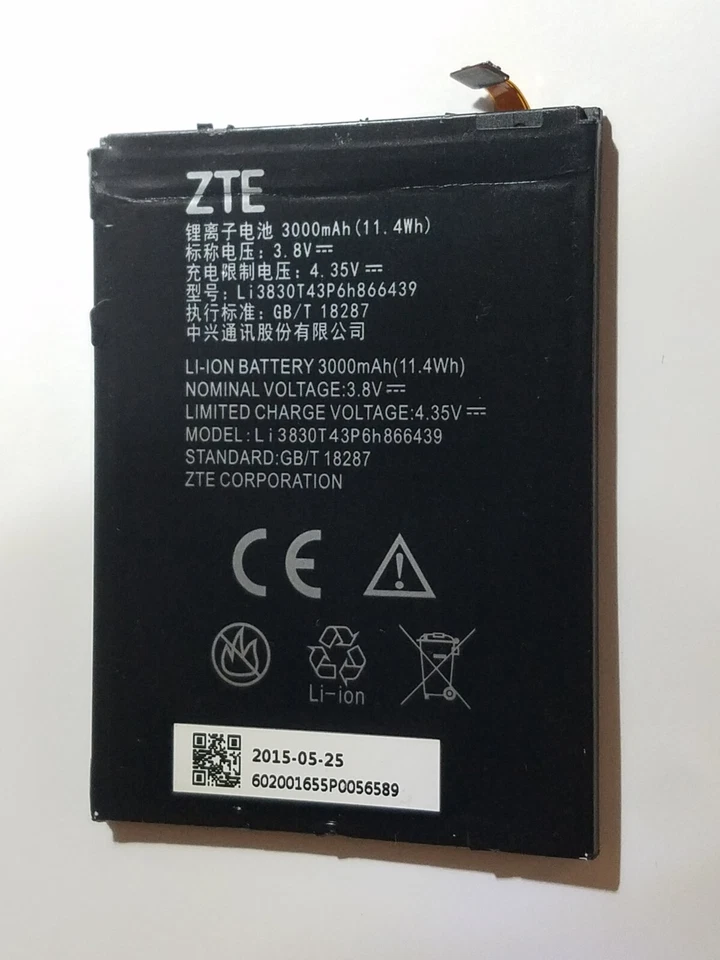 ZTE
锂离子电池 3000mAh(11.4Wh)
标称电压: 3.8V⎓
充电限制电压: 4.35V⎓
型号: Li3830T43P6h866439
执行标准: GB/T 18287
中兴通讯股份有限公司
LI-ION BATTERY 3000mAh(11.4Wh)
NOMINAL VOLTAGE:3.8V⎓
LIMITED CHARGE VOLTAGE:4.35V⎓
MODEL:Li3830T43P6h866439
STANDARD:GB/T 18287
ZTE CORPORATION
CE
Li-ion
2015-05-25
602001655P0056589